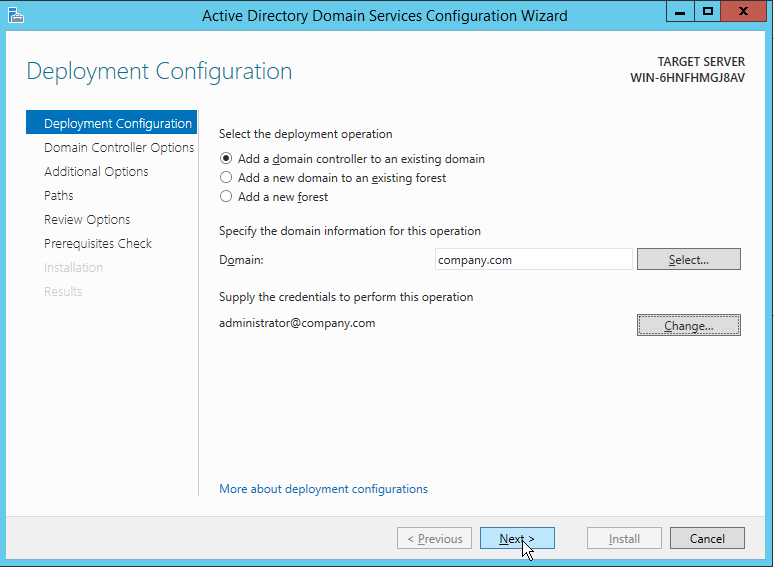 Active Directory Domain Services Configuration Wizard
Deployment Configuration
TARGET SERVER
WIN-6HNFHMGJ8AV
Deployment Configuration
Domain Controller Options
Additional Options
Paths
Review Options
Prerequisites Check
Installation
Results
Select the deployment operation
Add a domain controller to an existing domain
Add a new domain to an existing forest
Add a new forest
Specify the domain information for this operation
Domain:
company.com
Select...
Supply the credentials to perform this operation
administrator@company.com
Change...
More about deployment configurations
< Previous
Next >
Install
Cancel